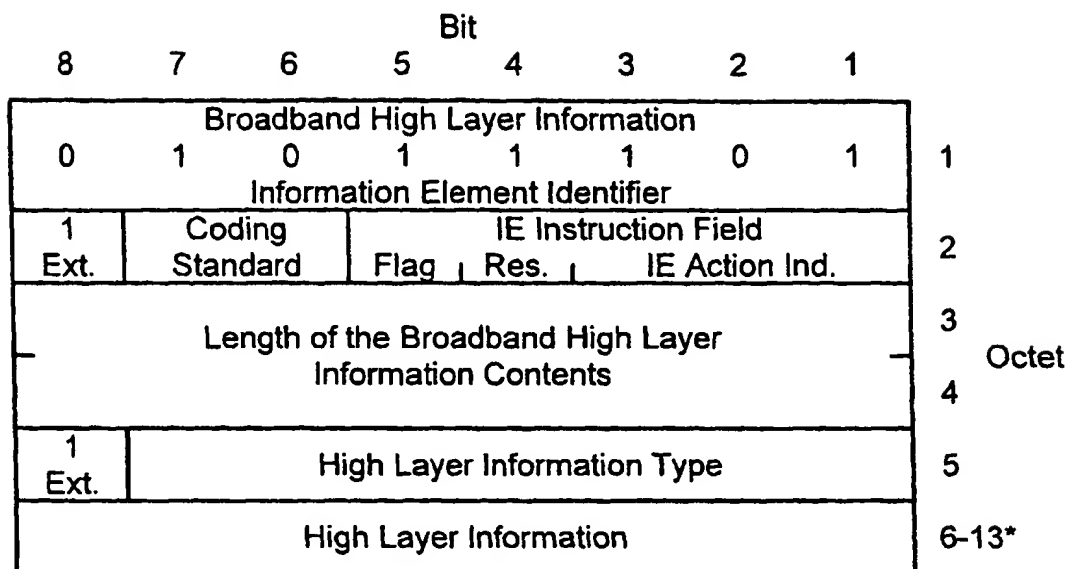 Bit
8 7 6 5 4 3 2 1
Broadband High Layer Information
0 1 0 1 1 1 0 1 1
Information Element Identifier
1 Coding IE Instruction Field
Ext. Standard Flag Res. IE Action Ind. 2
3
Length of the Broadband High Layer
Octet
Information Contents
4
1
High Layer Information Type 5
Ext.
High Layer Information 6-13*